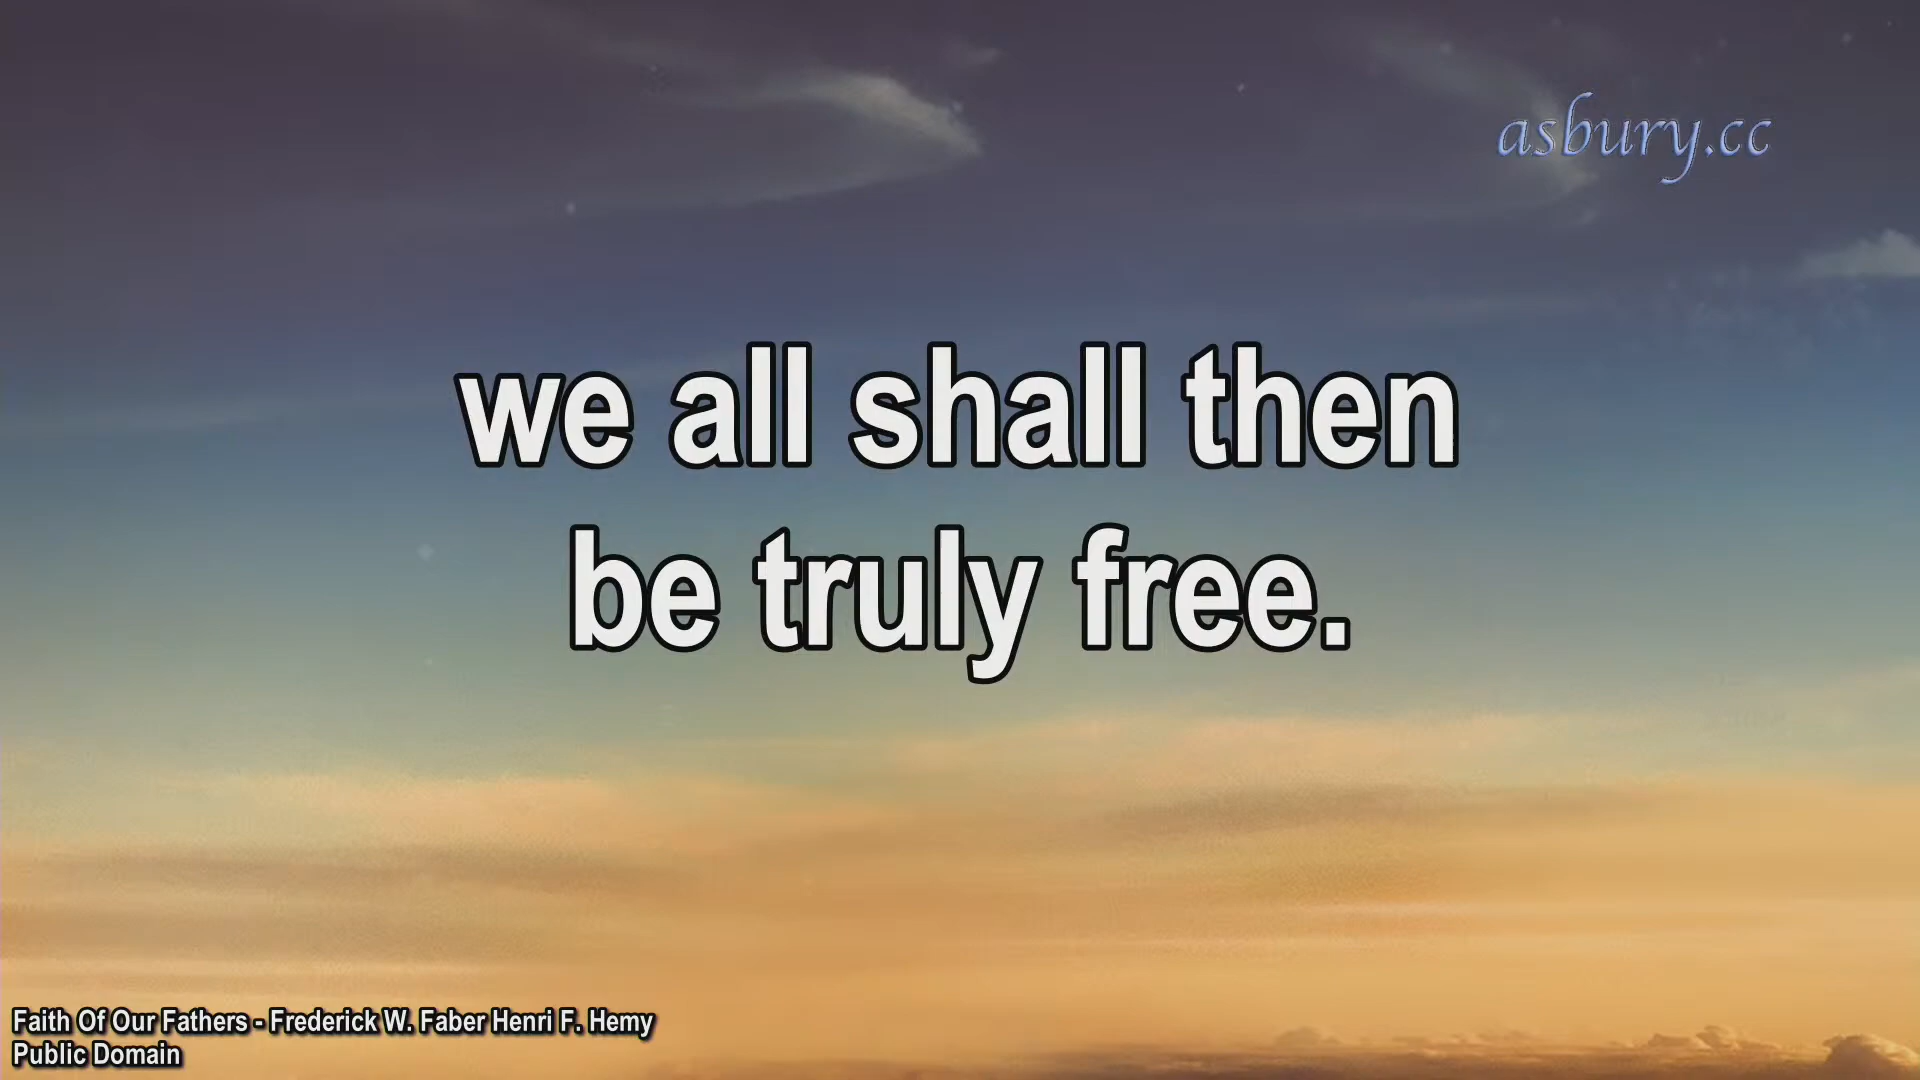 asbury.cc
we all shall then
be truly free.
Faith Of Our Fathers - Frederick W. Faber Henri F. Hemy
Public Domain